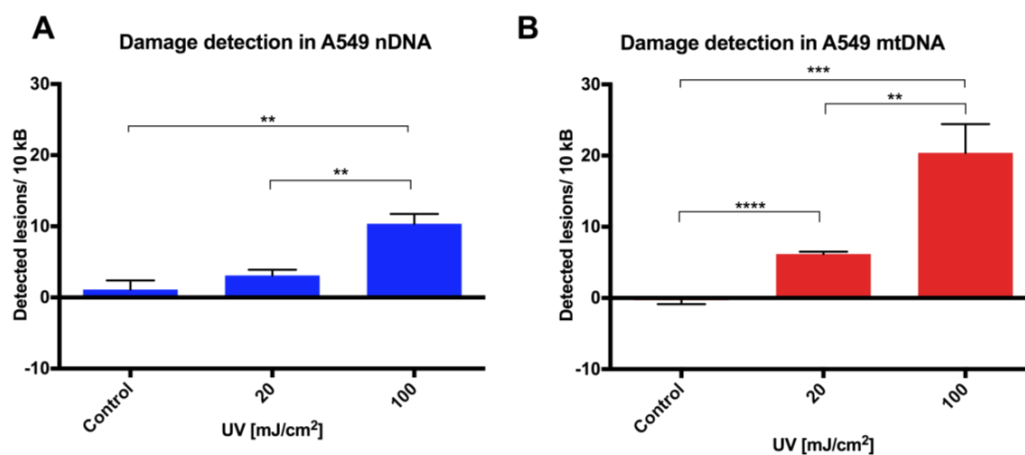 A
Damage detection in A549 nDNA
Detected lesions/ 10 kB
30
20
10
0
-10
**
**
Control
20
100
UV [mJ/cm²]
B
Damage detection in A549 mtDNA
Detected lesions/ 10 kB
30
20
10
0
-10
***
**
****
Control
20
100
UV [mJ/cm²]